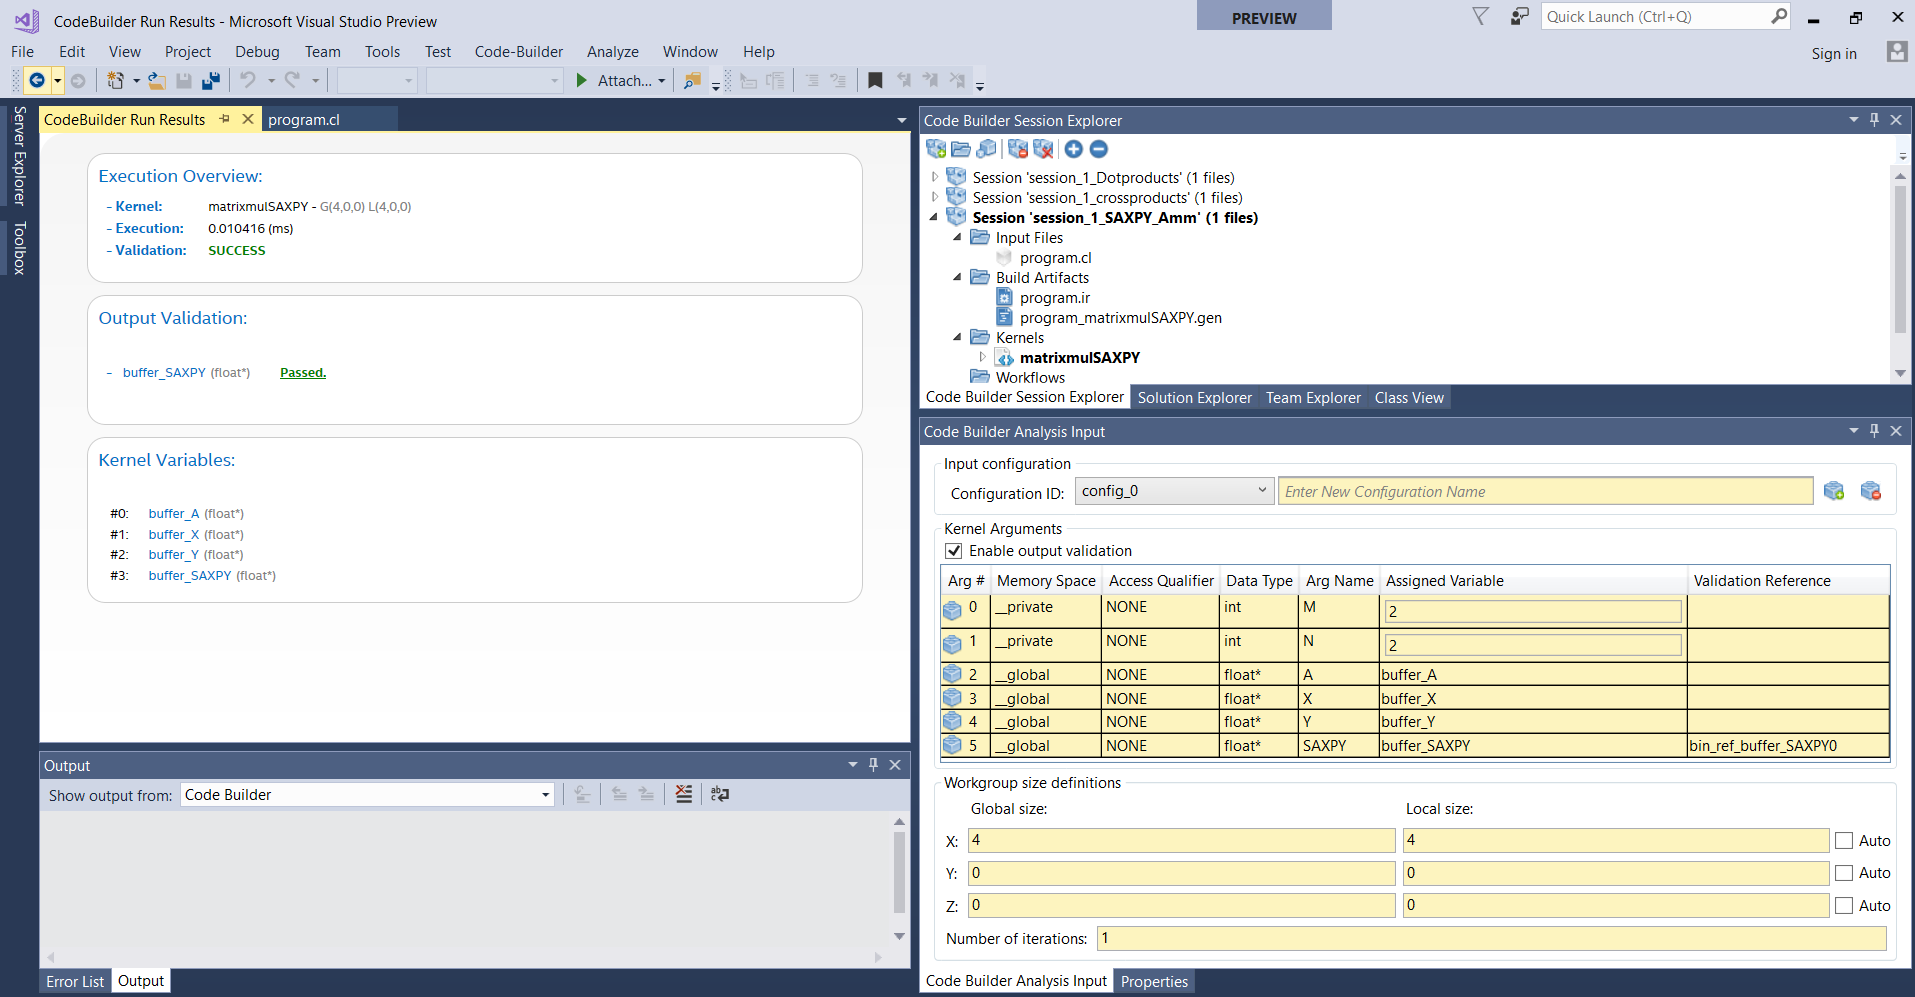 CodeBuilder Run Results - Microsoft Visual Studio Preview
PREVIEW
Quick Launch (Ctrl+Q)
File Edit View Project Debug Team Tools Test Code-Builder Analyze Window Help
Sign in
Attach...
Server Explorer
Toolbox
CodeBuilder Run Results
program.cl
Execution Overview:
- Kernel: matrixmulSAXPY - G(4,0,0) L(4,0,0)
- Execution: 0.010416 (ms)
- Validation: SUCCESS
Output Validation:
- buffer_SAXPY (float*) Passed.
Kernel Variables:
#0: buffer_A (float*)
#1: buffer_X (float*)
#2: buffer_Y (float*)
#3: buffer_SAXPY (float*)
Output
Show output from: Code Builder
Error List Output
Code Builder Session Explorer
Session 'session_1_Dotproducts' (1 files)
Session 'session_1_crossproducts' (1 files)
Session 'session_1_SAXPY_Amm' (1 files)
Input Files
program.cl
Build Artifacts
program.ir
program_matrixmulSAXPY.gen
Kernels
matrixmulSAXPY
Workflows
Code Builder Session Explorer Solution Explorer Team Explorer Class View
Code Builder Analysis Input
Input configuration
Configuration ID: config_0 Enter New Configuration Name
Kernel Arguments
Enable output validation
Arg # Memory Space Access Qualifier Data Type Arg Name Assigned Variable Validation Reference
0 __private NONE int M 2
1 __private NONE int N 2
2 __global NONE float* A buffer_A
3 __global NONE float* X buffer_X
4 __global NONE float* Y buffer_Y
5 __global NONE float* SAXPY buffer_SAXPY bin_ref_buffer_SAXPY0
Workgroup size definitions
Global size: Local size:
X: 4 4 Auto
Y: 0 0 Auto
Z: 0 0 Auto
Number of iterations: 1
Code Builder Analysis Input Properties